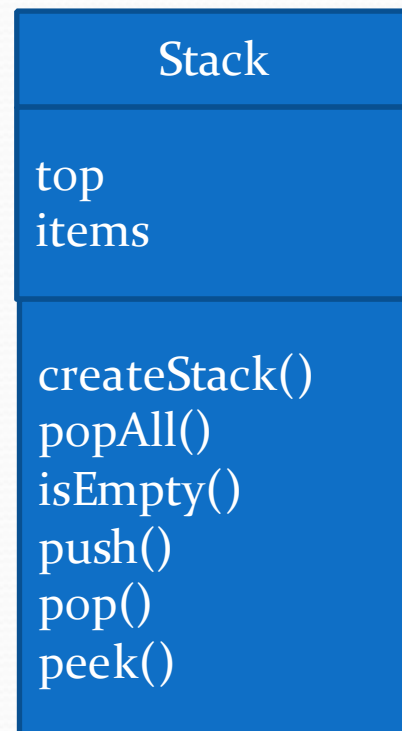 Stack
top
items
createStack()
popAll()
isEmpty()
push()
pop()
peek()